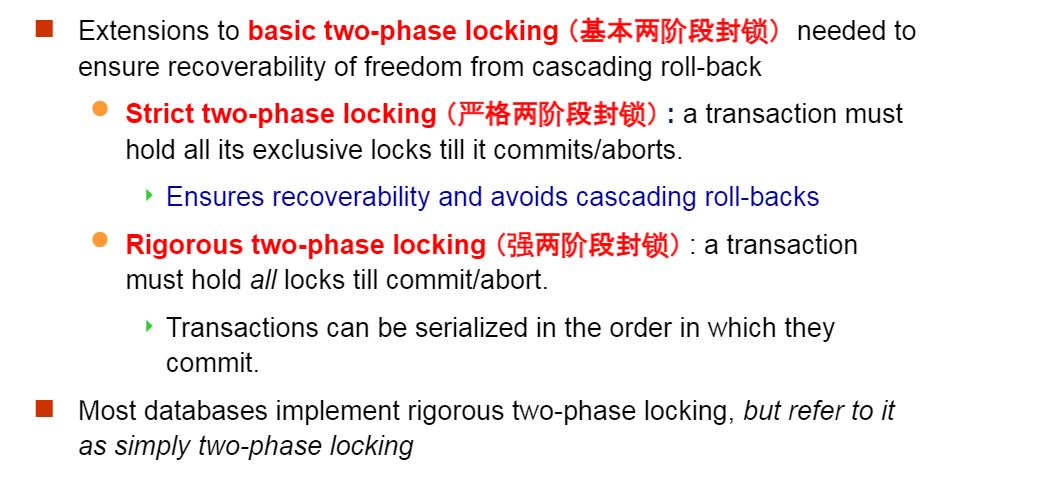 Extensions to basic two-phase locking（基本两阶段封锁） needed to
ensure recoverability of freedom from cascading roll-back
Strict two-phase locking（严格两阶段封锁）: a transaction must
hold all its exclusive locks till it commits/aborts.
Ensures recoverability and avoids cascading roll-backs
Rigorous two-phase locking（强两阶段封锁）: a transaction
must hold all locks till commit/abort.
Transactions can be serialized in the order in which they
commit.
Most databases implement rigorous two-phase locking, but refer to it
as simply two-phase locking